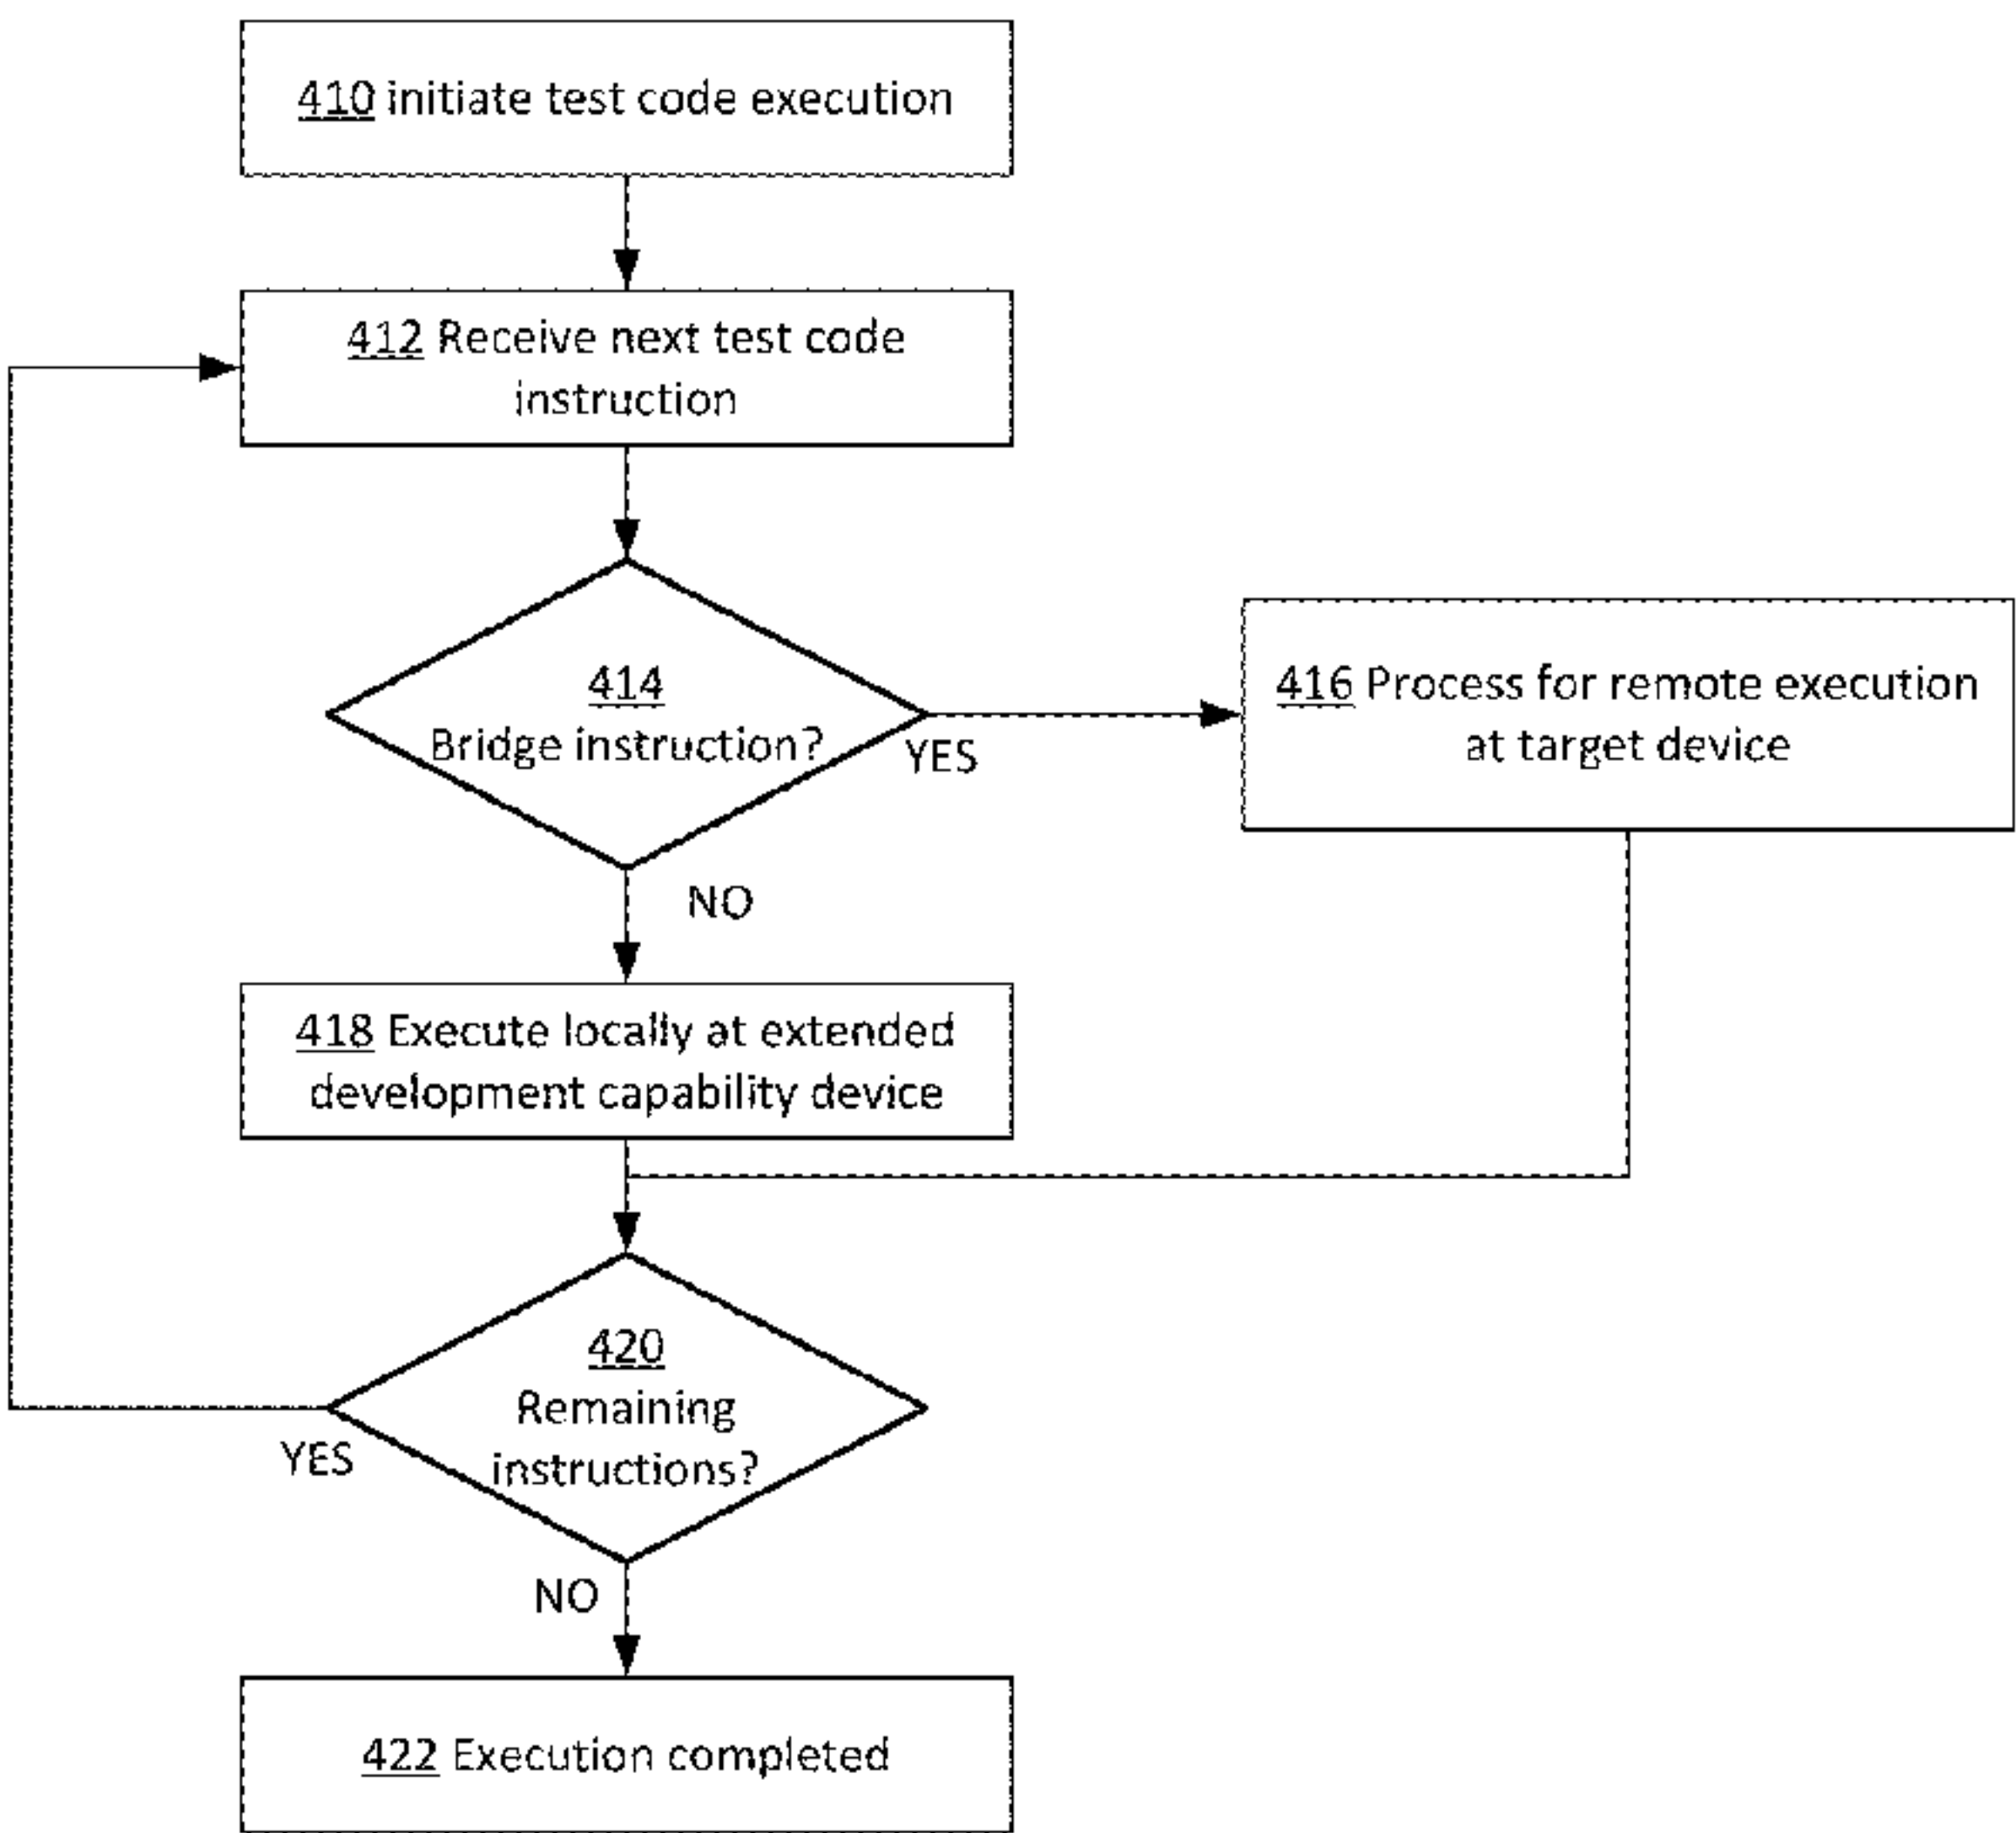 410 initiate test code execution
412 Receive next test code
instruction
414
Bridge instruction?
YES
416 Process for remote execution
at target device
NO
418 Execute locally at extended
development capability device
420
Remaining
instructions?
YES
NO
422 Execution completed